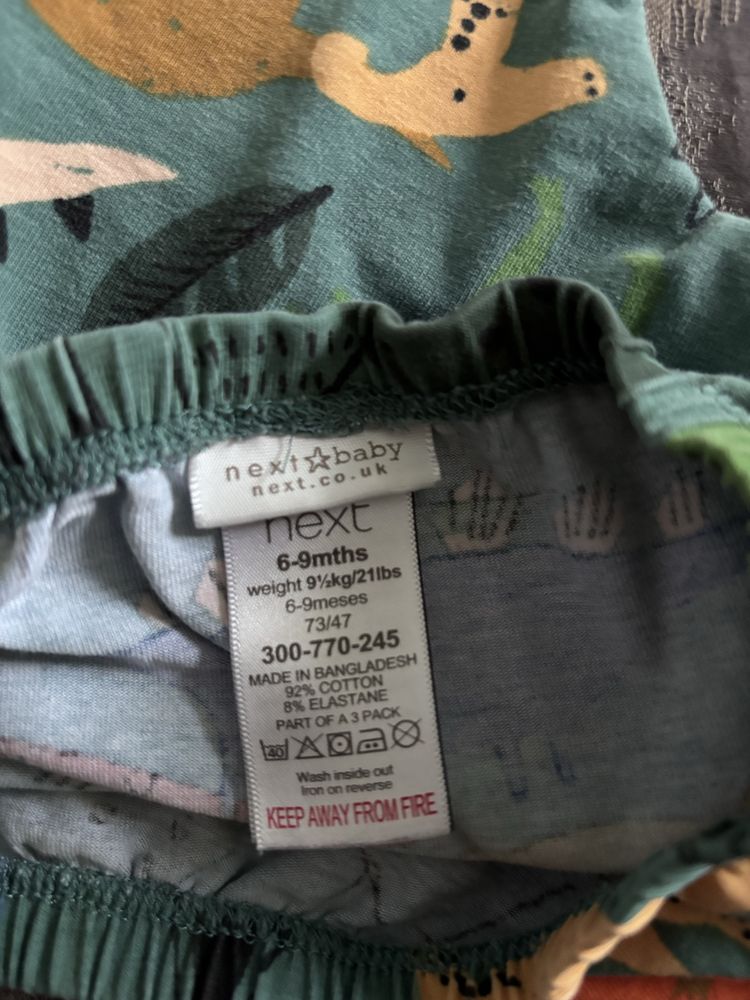 next☆baby
next.co.uk
next
6-9mths
weight 9½kg/21lbs
6-9meses
73/47
300-770-245
MADE IN BANGLADESH
92% COTTON
8% ELASTANE
PART OF A 3 PACK
40
Wash inside out
Iron on reverse
KEEP AWAY FROM FIRE